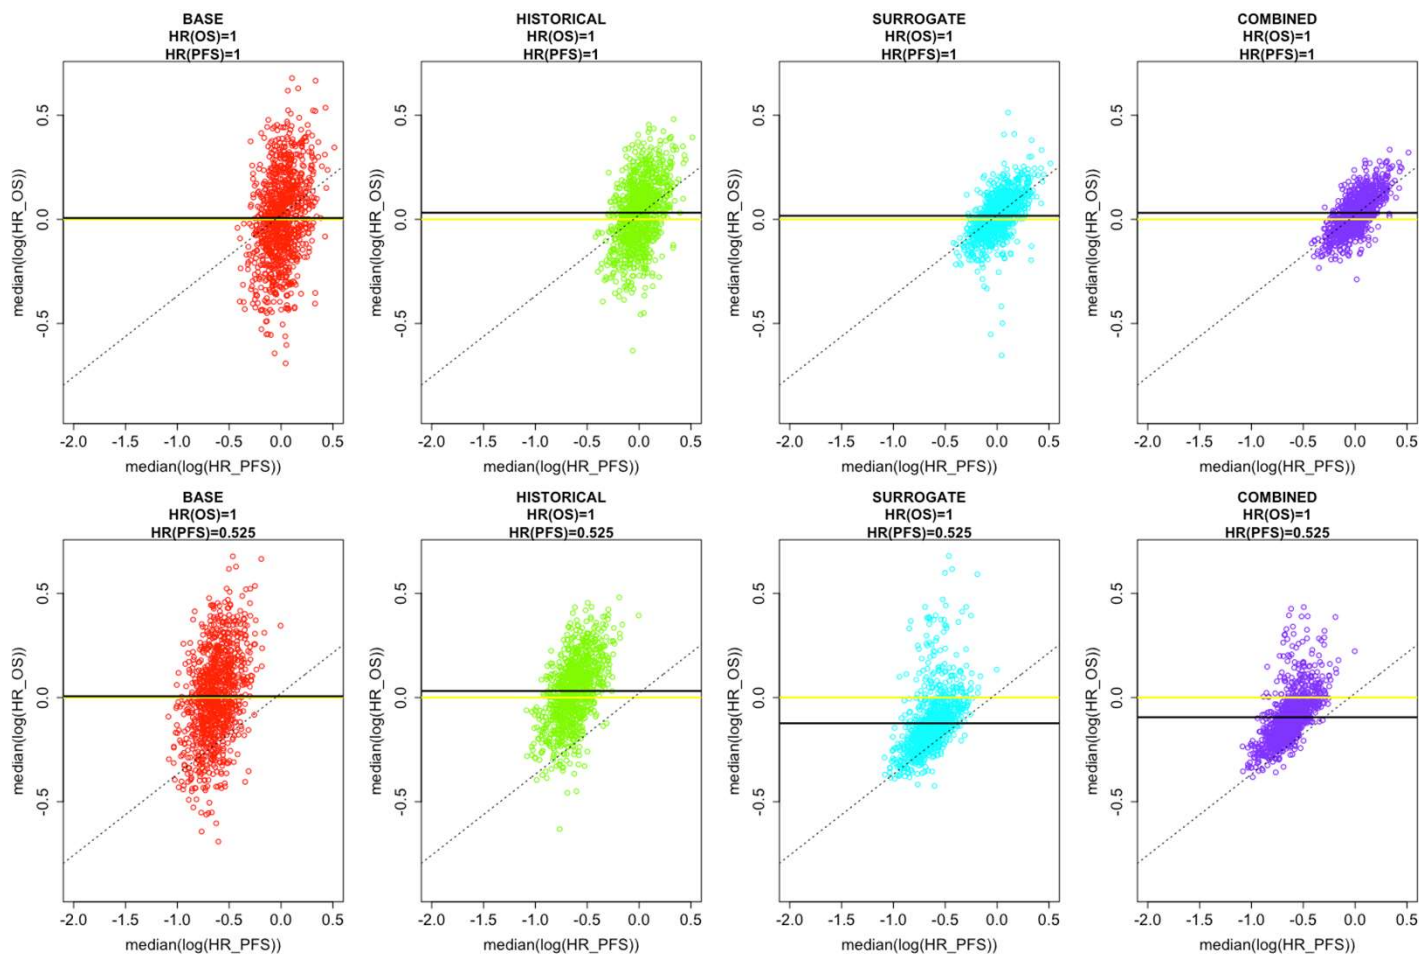 BASE
HR(OS)=1
HR(PFS)=1
0.5
0.0
-0.5
median(log(HR_OS))
-2.0 -1.5 -1.0 -0.5 0.0 0.5
median(log(HR_PFS))
HISTORICAL
HR(OS)=1
HR(PFS)=1
0.5
0.0
-0.5
median(log(HR_OS))
-2.0 -1.5 -1.0 -0.5 0.0 0.5
median(log(HR_PFS))
SURROGATE
HR(OS)=1
HR(PFS)=1
0.5
0.0
-0.5
median(log(HR_OS))
-2.0 -1.5 -1.0 -0.5 0.0 0.5
median(log(HR_PFS))
COMBINED
HR(OS)=1
HR(PFS)=1
0.5
0.0
-0.5
median(log(HR_OS))
-2.0 -1.5 -1.0 -0.5 0.0 0.5
median(log(HR_PFS))
BASE
HR(OS)=1
HR(PFS)=0.525
0.5
0.0
-0.5
median(log(HR_OS))
-2.0 -1.5 -1.0 -0.5 0.0 0.5
median(log(HR_PFS))
HISTORICAL
HR(OS)=1
HR(PFS)=0.525
0.5
0.0
-0.5
median(log(HR_OS))
-2.0 -1.5 -1.0 -0.5 0.0 0.5
median(log(HR_PFS))
SURROGATE
HR(OS)=1
HR(PFS)=0.525
0.5
0.0
-0.5
median(log(HR_OS))
-2.0 -1.5 -1.0 -0.5 0.0 0.5
median(log(HR_PFS))
COMBINED
HR(OS)=1
HR(PFS)=0.525
0.5
0.0
-0.5
median(log(HR_OS))
-2.0 -1.5 -1.0 -0.5 0.0 0.5
median(log(HR_PFS))